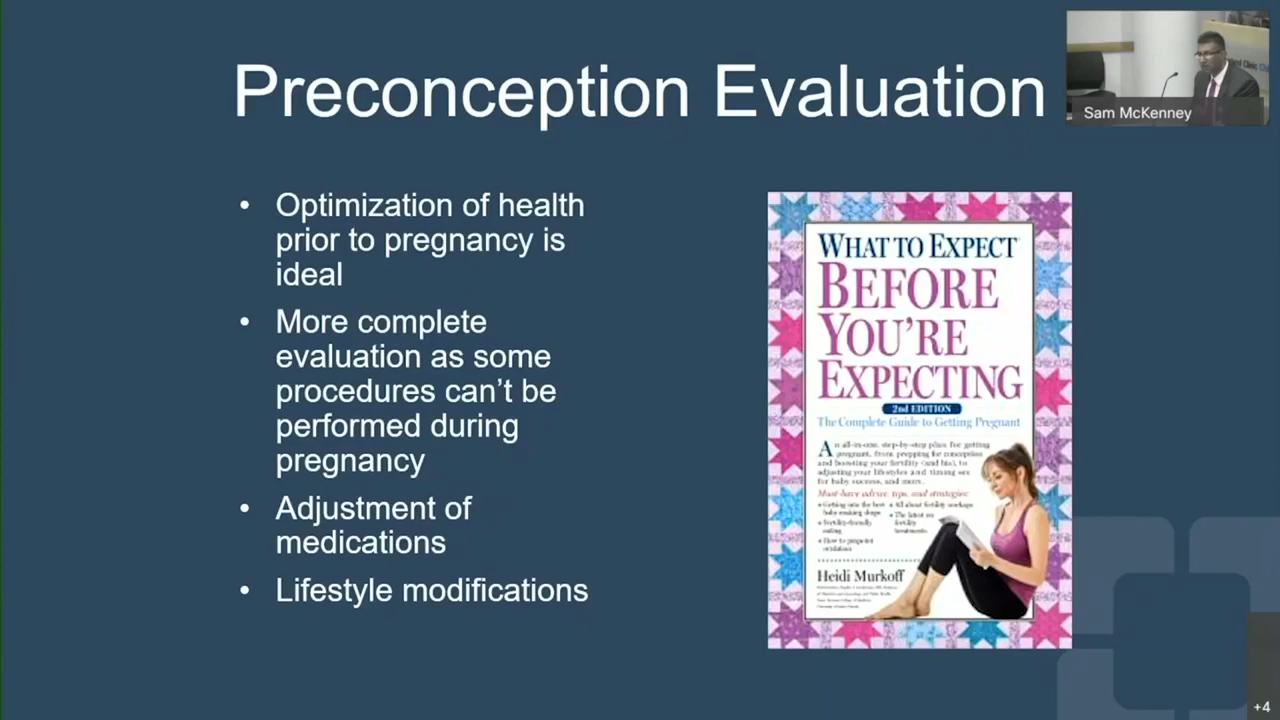 Preconception Evaluation
Sam McKenney
• Optimization of health
prior to pregnancy is
ideal
• More complete
evaluation as some
procedures can't be
performed during
pregnancy
• Adjustment of
medications
• Lifestyle modifications
WHAT TO EXPECT
BEFORE
YOU'RE
EXPECTING
2nd EDITION
The Complete Guide to Getting Pregnant
An all-in-one, step-by-step plan for getting
pregnant, from prepping for conception
and boosting your fertility (and his), to
adjusting your lifestyles and timing sex
for baby success, and more.
Must-have advice, tips, and strategies:
• Getting into the best
baby-making shape
• Fertility-friendly
eating
• How to pinpoint
ovulation
• All about fertility workups
• The latest on
fertility
treatments
Heidi Murkoff
+4